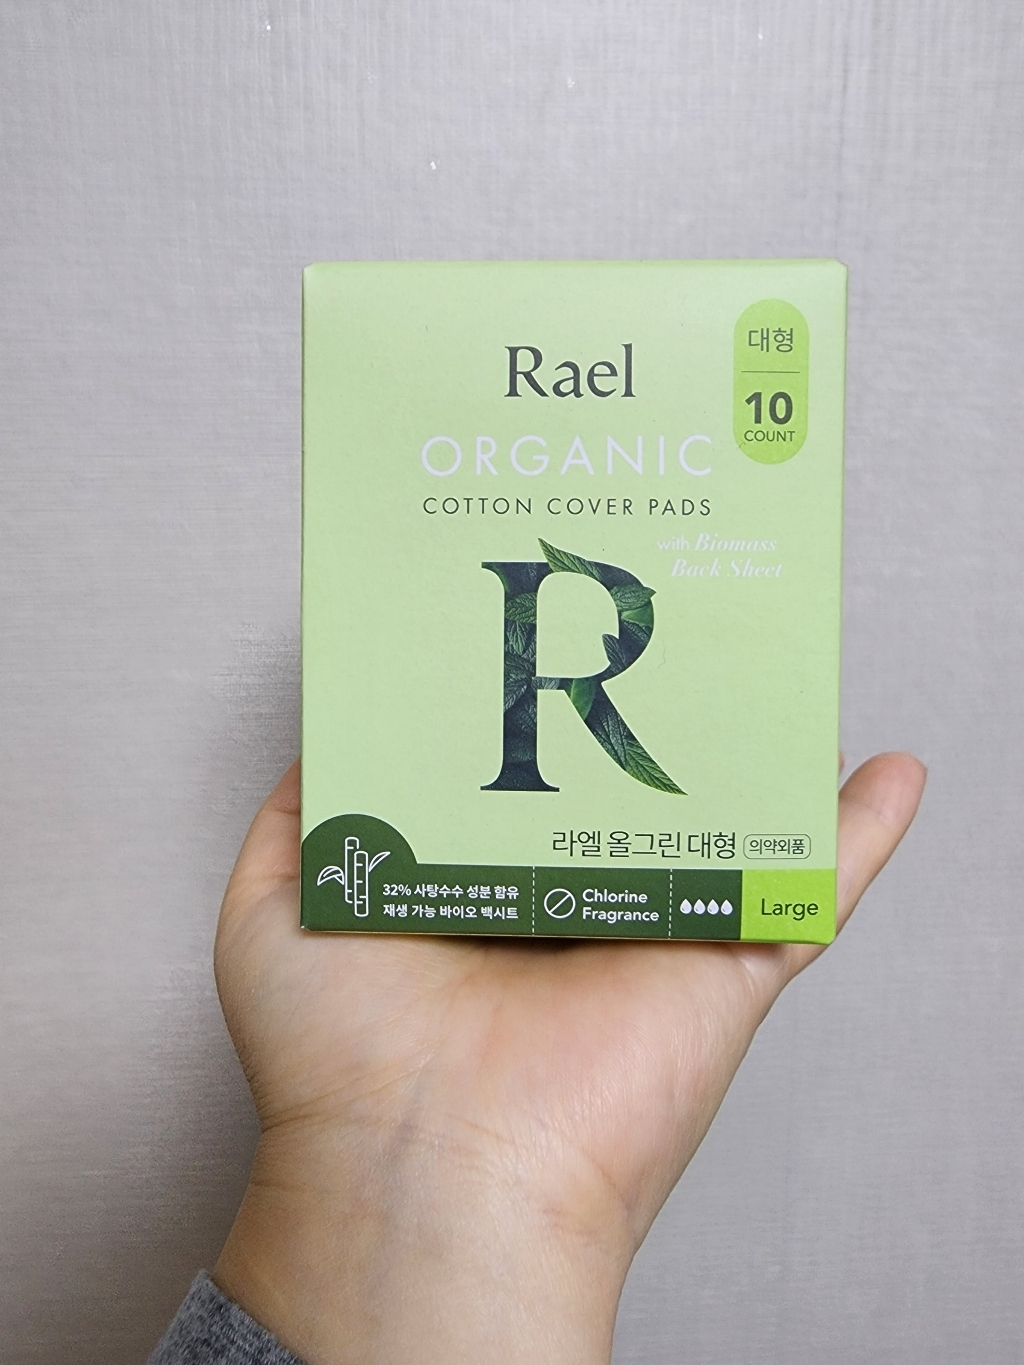 Rael
대형
10
COUNT
ORGANIC
COTTON COVER PADS
with Biomass
Back Sheet
R
라엘 올그린 대형 의약외품
32% 사탕수수 성분 함유
재생 가능 바이오 백시트
Chlorine
Fragrance
Large